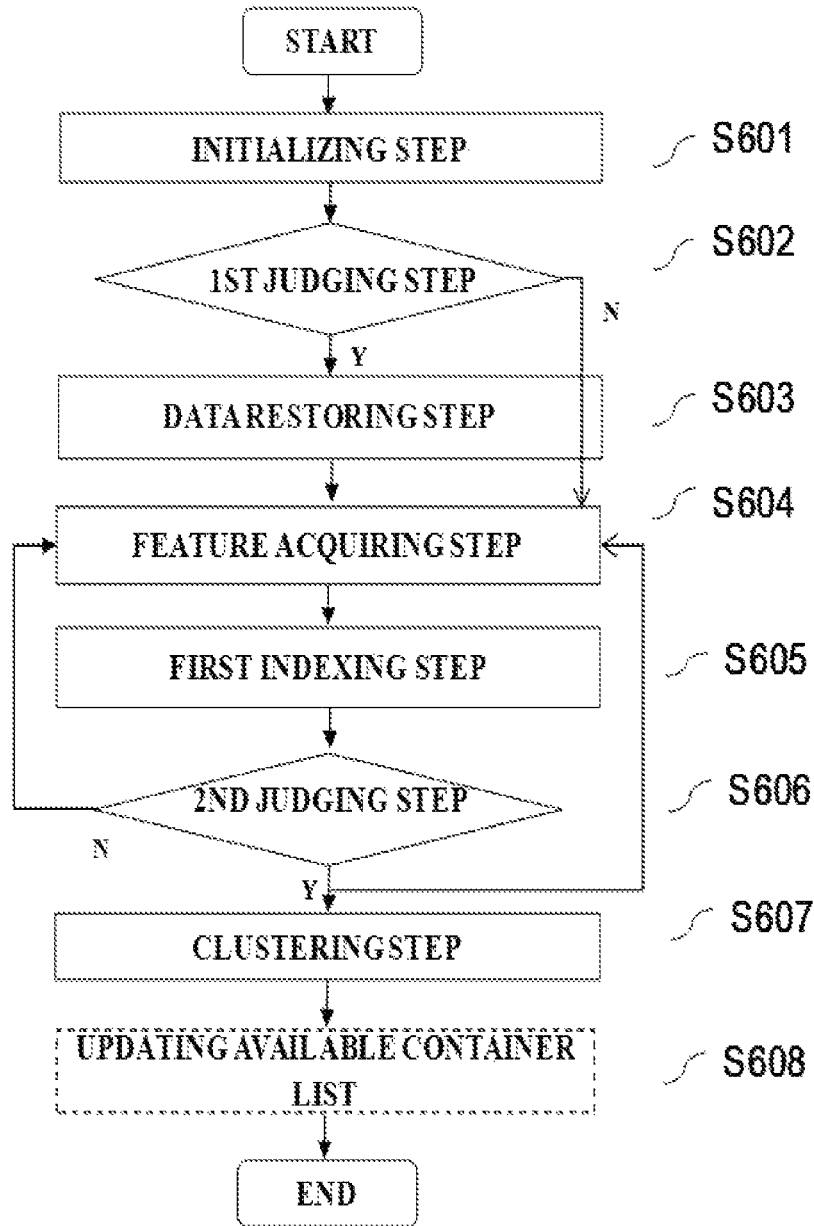 START
INITIALIZING STEP
S601
1ST JUDGING STEP
S602
N
Y
DATA RESTORING STEP
S603
FEATURE ACQUIRING STEP
S604
FIRST INDEXING STEP
S605
2ND JUDGING STEP
S606
N
Y
CLUSTERING STEP
S607
UPDATING AVAILABLE CONTAINER
LIST
S608
END